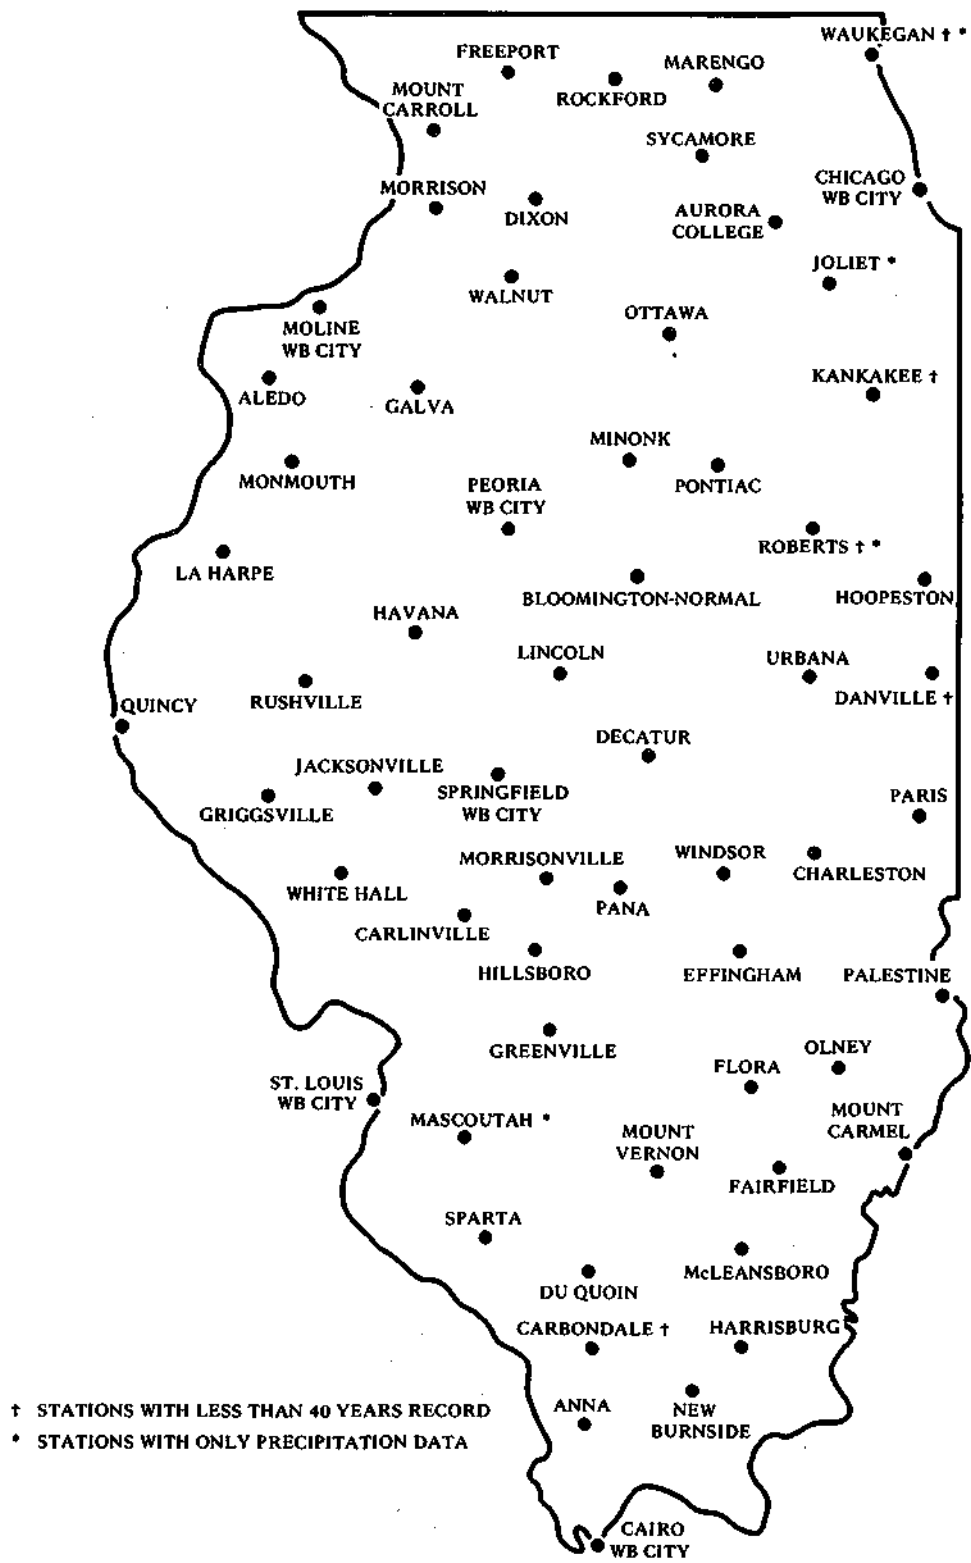 WAUKEGAN † *
FREEPORT
MARENGO
ROCKFORD
MOUNT
CARROLL
SYCAMORE
CHICAGO
WB CITY
MORRISON
DIXON
AURORA
COLLEGE
JOLIET *
WALNUT
OTTAWA
MOLINE
WB CITY
KANKAKEE †
ALEDO
GALVA
MINONK
MONMOUTH
PEORIA
WB CITY
PONTIAC
ROBERTS † *
LA HARPE
BLOOMINGTON-NORMAL
HOOPESTON
HAVANA
LINCOLN
URBANA
RUSHVILLE
DANVILLE †
QUINCY
DECATUR
JACKSONVILLE
SPRINGFIELD
WB CITY
GRIGGSVILLE
PARIS
MORRISONVILLE
WINDSOR
CHARLESTON
WHITE HALL
PANA
CARLINVILLE
HILLSBORO
EFFINGHAM
PALESTINE
GREENVILLE
OLNEY
FLORA
ST. LOUIS
WB CITY
MASCOUTAH *
MOUNT
VERNON
MOUNT
CARMEL
FAIRFIELD
SPARTA
McLEANSBORO
DU QUOIN
CARBONDALE †
HARRISBURG
ANNA
NEW
BURNSIDE
† STATIONS WITH LESS THAN 40 YEARS RECORD
* STATIONS WITH ONLY PRECIPITATION DATA
CAIRO
WB CITY